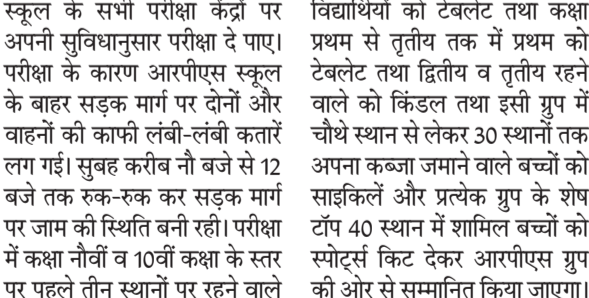 स्कूल के सभी परीक्षा केंद्रों पर
अपनी सुविधानुसार परीक्षा दे पाए।
परीक्षा के कारण आरपीएस स्कूल
के बाहर सड़क मार्ग पर दोनों और
वाहनों की काफी लंबी-लंबी कतारें
लग गई। सुबह करीब नौ बजे से 12
बजे तक रुक-रुक कर सड़क मार्ग
पर जाम की स्थिति बनी रही। परीक्षा
में कक्षा नौवीं व 10वीं कक्षा के स्तर
पर पहले तीन स्थानों पर रहने वाले
विद्यार्थियों को टेबलेट तथा कक्षा
प्रथम से तृतीय तक में प्रथम को
टेबलेट तथा द्वितीय व तृतीय रहने
वाले को किंडल तथा इसी ग्रुप में
चौथे स्थान से लेकर 30 स्थानों तक
अपना कब्जा जमाने वाले बच्चों को
साइकिलें और प्रत्येक ग्रुप के शेष
टॉप 40 स्थान में शामिल बच्चों को
स्पोर्ट्स किट देकर आरपीएस ग्रुप
की ओर से सम्मानित किया जाएगा।